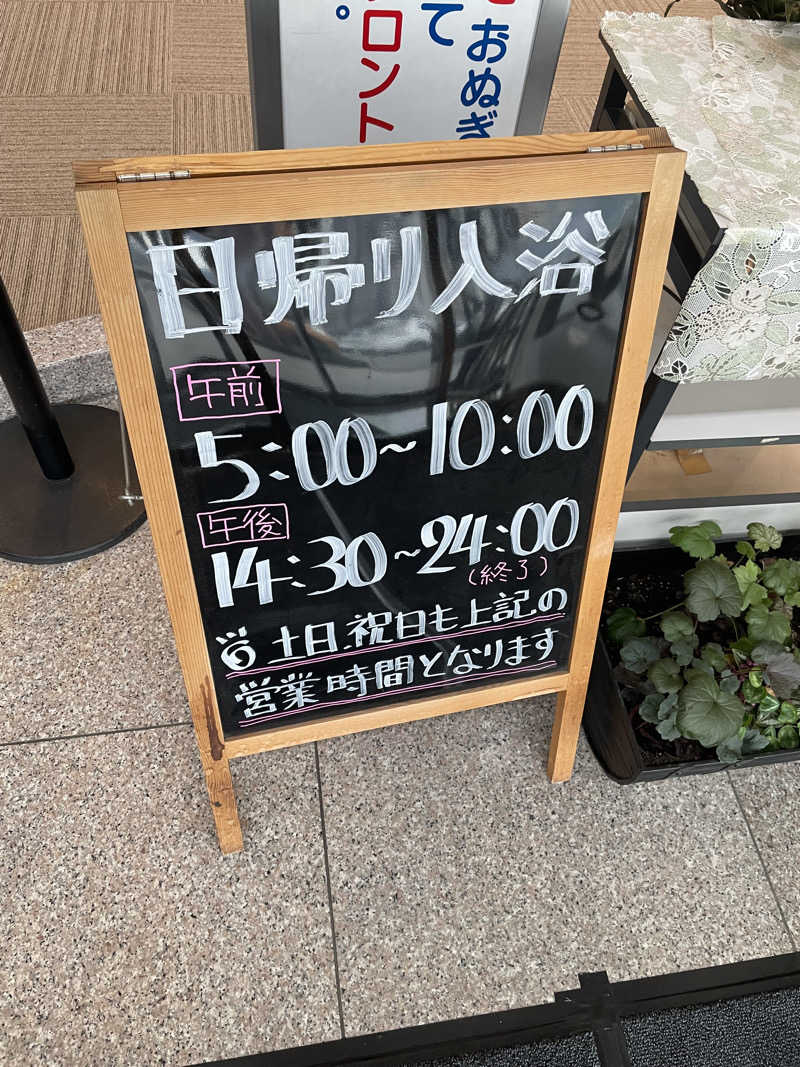 おぬぎ
て
ロント
。
日帰り入浴
午前
5:00~10:00
午後
14:30~24:00
(終了)
土日、祝日も上記の
営業時間となります